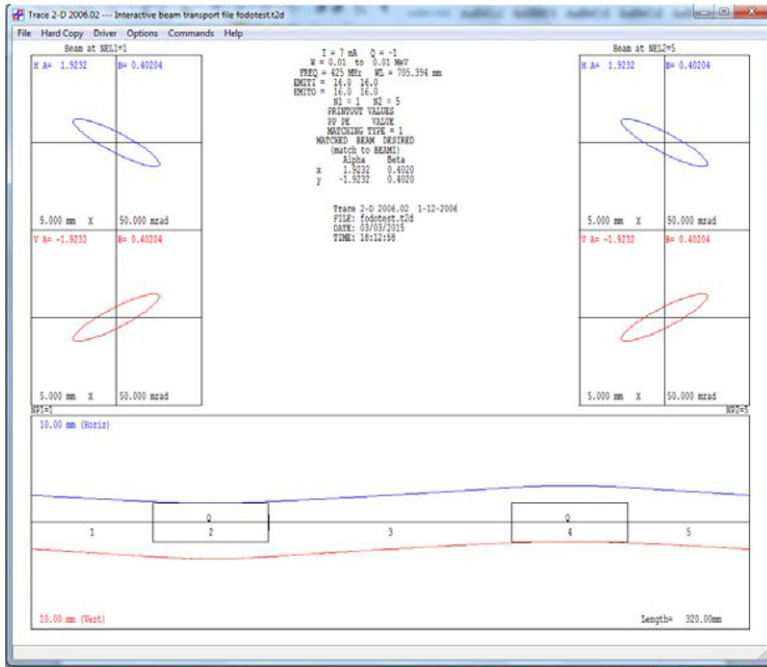 Trace 2-D 2006.02 --- Interactive beam transport file fodotest.t2d
File Hard Copy Driver Options Commands Help
Beam at NEL1=1
H A= 1.9232 B= 0.40204
5.000 mm X 50.000 mrad
V A= -1.9232 B= 0.40204
5.000 mm X 50.000 mrad
NP1=1
I = 7 mA Q = -1
W = 0.01 to 0.01 MeV
FREQ = 425 MHz WL = 705.394 mm
EMITI = 16.0 16.0
EMITO = 16.0 16.0
N1 = 1 N2 = 5
PRINTOUT VALUES
PP PE VALUE
MATCHING TYPE = 1
MATCHED BEAM DESIRED
(match to BEAMI)
Alpha Beta
x 1.9232 0.4020
y -1.9232 0.4020
Trace 2-D 2006.02 1-12-2006
FILE: fodotest.t2d
DATE: 03/03/2015
TIME: 18:12:58
Beam at NEL2=5
H A= 1.9232 B= 0.40204
5.000 mm X 50.000 mrad
V A= -1.9232 B= 0.40204
5.000 mm X 50.000 mrad
NP2=5
10.00 mm (Horiz)
Q Q
1 2 3 4 5
10.00 mm (Vert)
Length= 320.00mm